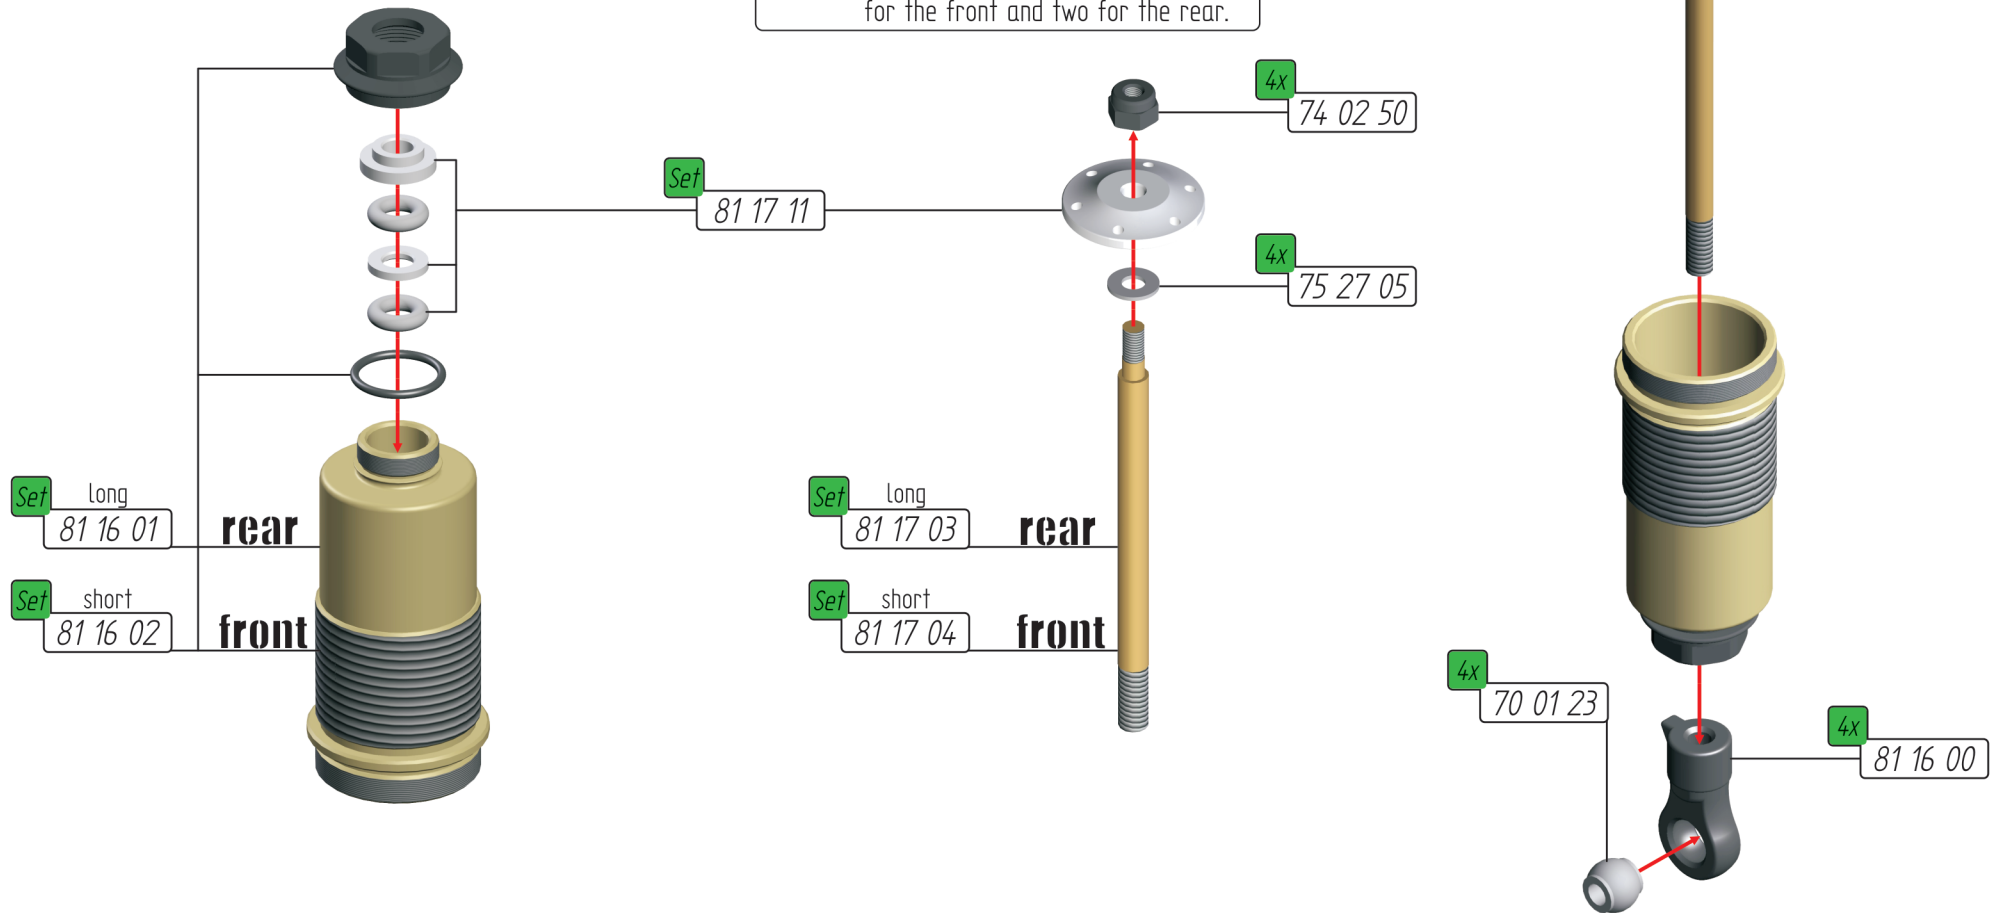 for the front and two for the rear.
4x
74 02 50
Set
81 17 11
4x
75 27 05
Set
long
81 16 01
rear
Set
short
81 16 02
front
Set
long
81 17 03
rear
Set
short
81 17 04
front
4x
70 01 23
4x
81 16 00